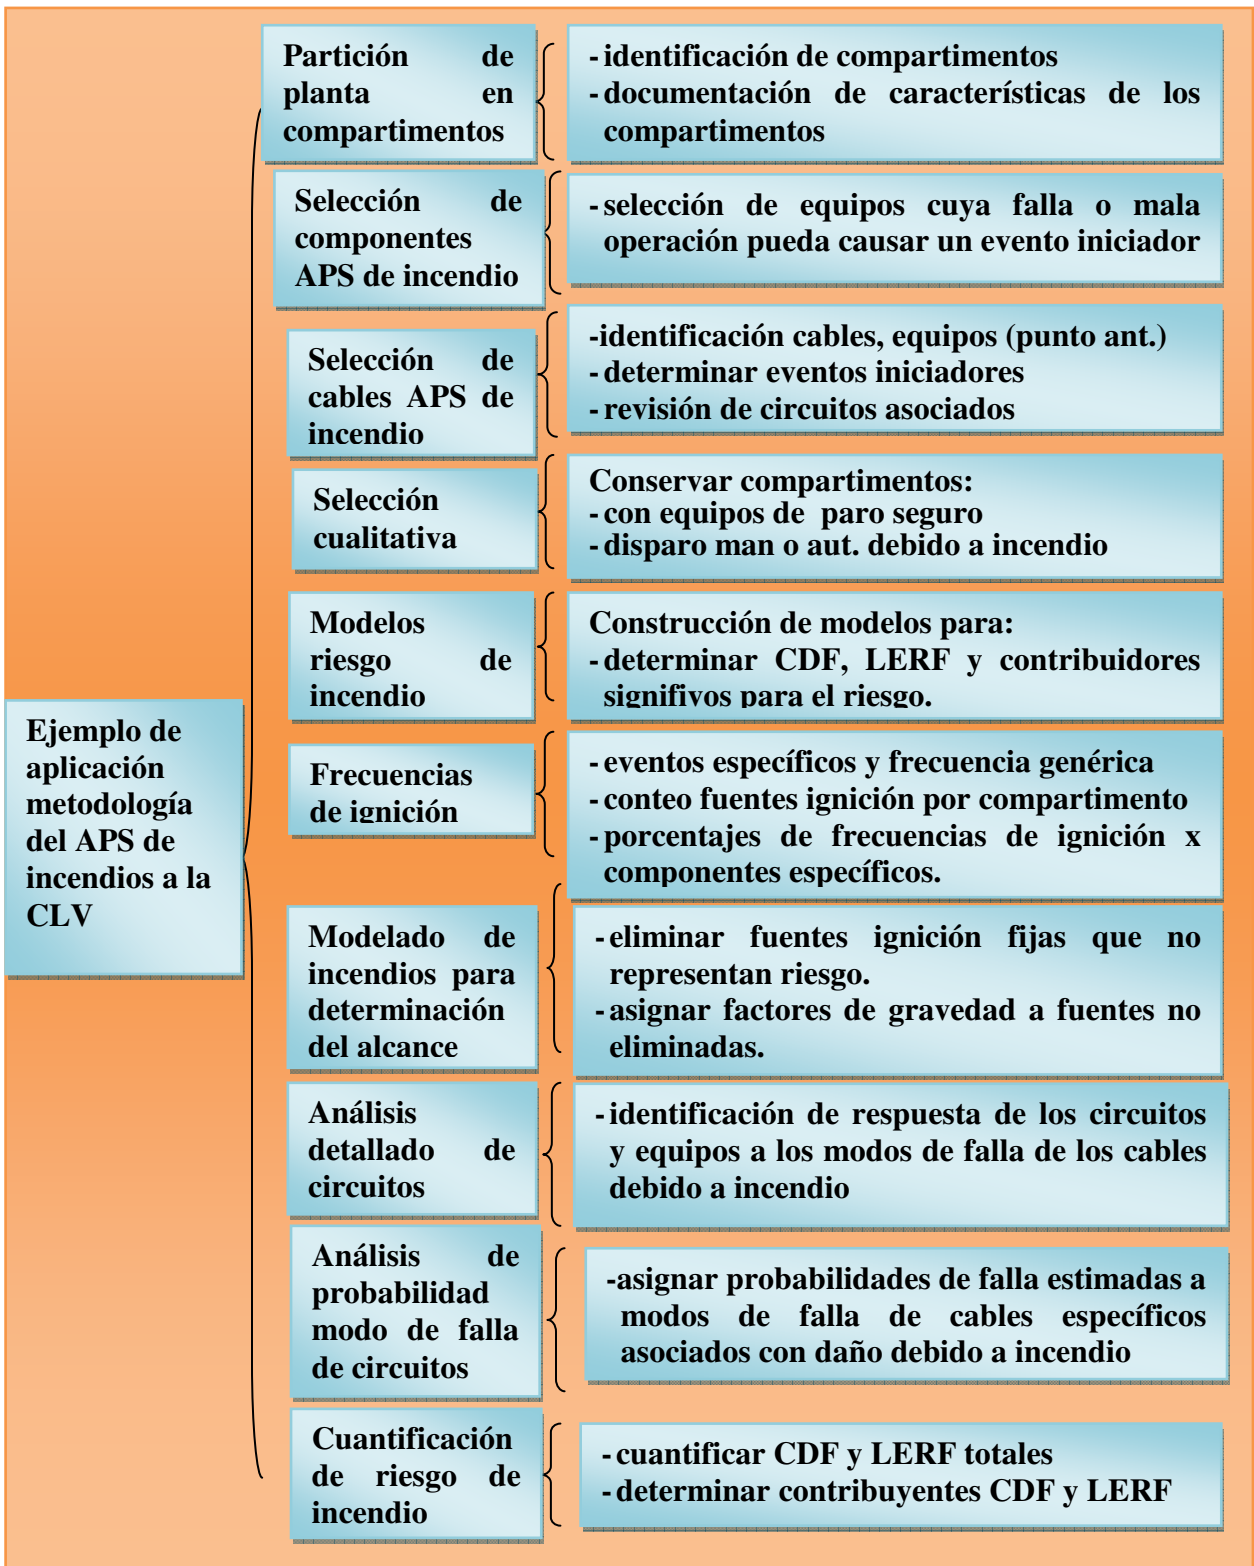 Partición de
planta en
compartimentos
- identificación de compartimentos
- documentación de características de los
compartimentos
Selección de
componentes
APS de incendio
- selección de equipos cuya falla o mala
operación pueda causar un evento iniciador
Selección de
cables APS de
incendio
-identificación cables, equipos (punto ant.)
- determinar eventos iniciadores
- revisión de circuitos asociados
Selección
cualitativa
Conservar compartimentos:
- con equipos de paro seguro
- disparo man o aut. debido a incendio
Modelos
riesgo de
incendio
Construcción de modelos para:
- determinar CDF, LERF y contribuidores
signifivos para el riesgo.
Ejemplo de
aplicación
metodología
del APS de
incendios a la
CLV
Frecuencias
de ignición
- eventos específicos y frecuencia genérica
- conteo fuentes ignición por compartimento
- porcentajes de frecuencias de ignición x
componentes específicos.
Modelado de
incendios para
determinación
del alcance
- eliminar fuentes ignición fijas que no
representan riesgo.
- asignar factores de gravedad a fuentes no
eliminadas.
Análisis
detallado de
circuitos
- identificación de respuesta de los circuitos
y equipos a los modos de falla de los cables
debido a incendio
Análisis de
probabilidad
modo de falla
de circuitos
-asignar probabilidades de falla estimadas a
modos de falla de cables específicos
asociados con daño debido a incendio
Cuantificación
de riesgo de
incendio
- cuantificar CDF y LERF totales
- determinar contribuyentes CDF y LERF